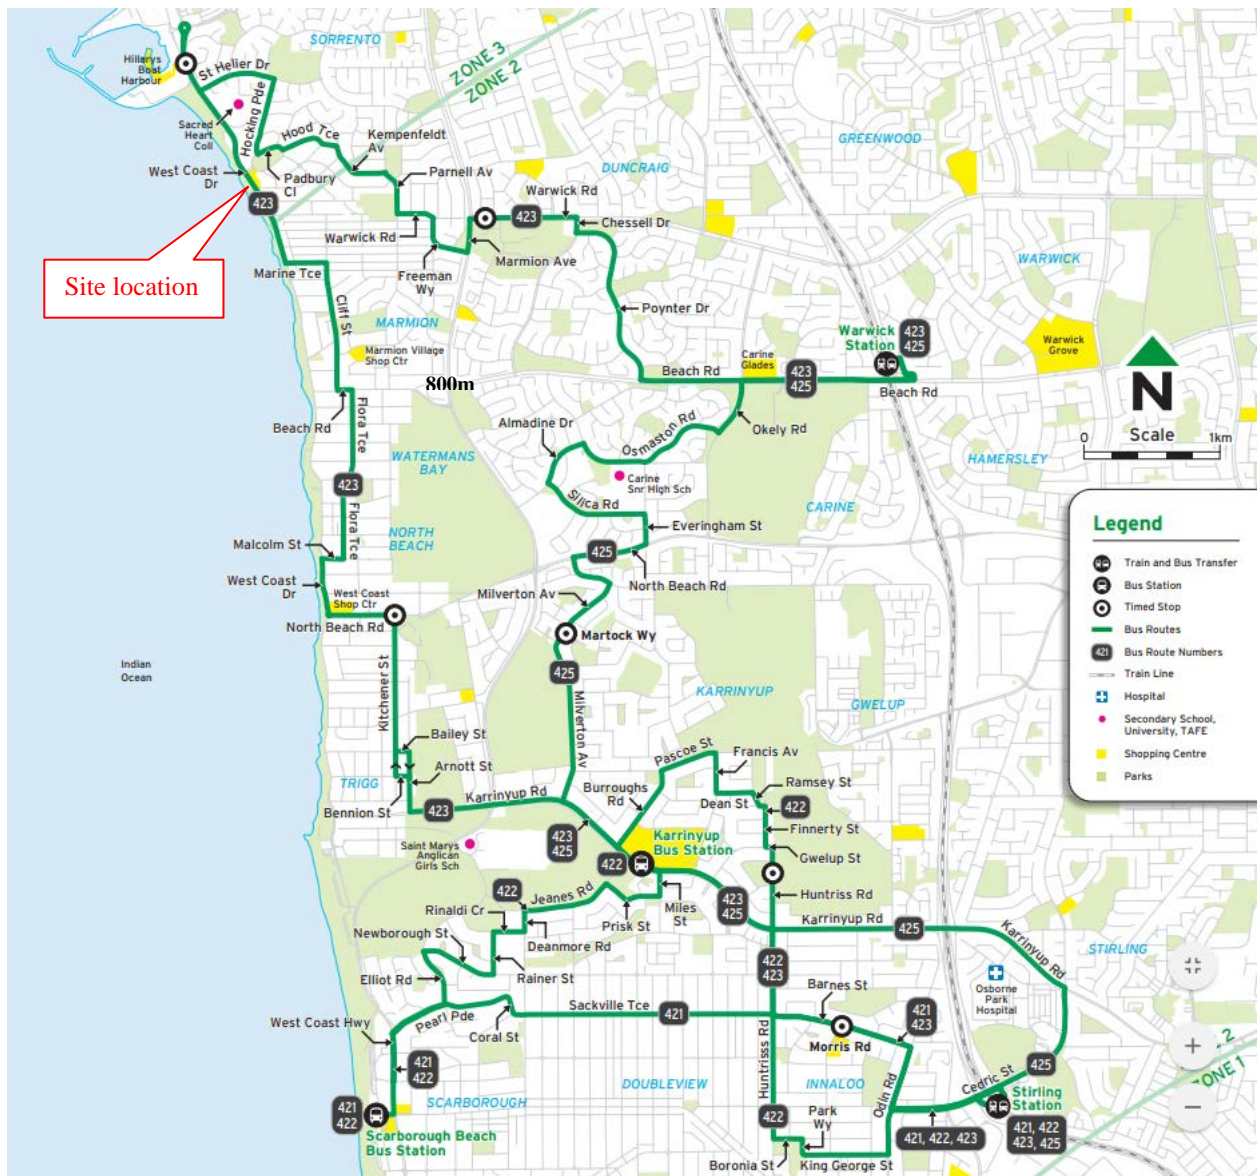 SORRENTO
ZONE 3
ZONE 2
Hillarys
Boat
Harbour
St Helier Dr
Sacred
Heart
Coll
Hocking Pde
Hood Tce
Kempenfeldt
Av
GREENWOOD
West Coast
Dr
Padbury
Cl
Parnell Av
DUNCRAIG
423
Warwick Rd
Warwick Rd
423
Chessell Dr
Site location
Marine Tce
Freeman
Wy
Marmion Ave
WARWICK
Cliff St
MARMION
Poynter Dr
Warwick
Station
423
425
Marmion Village
Shop Ctr
Carine
Glades
Warwick
Grove
800m
Beach Rd
423
425
Beach Rd
N
Beach Rd
Flora Tce
Almadine Dr
Osmaston Rd
Okely Rd
0
Scale
1km
WATERMANS
BAY
HAMERSLEY
Carine
Snr High Sch
423
Silica Rd
CARINE
Flora Tce
NORTH
BEACH
Everingham St
Malcolm St
425
West Coast
Dr
West Coast
Shop Ctr
Milverton Av
North Beach Rd
North Beach Rd
Martock Wy
Legend
Train and Bus Transfer
Bus Station
Timed Stop
Bus Routes
421
Bus Route Numbers
Train Line
Hospital
Secondary School,
University, TAFE
Shopping Centre
Parks
Indian
Ocean
425
KARRINYUP
GWELUP
Kitchener St
Milverton Av
Bailey St
Pascoe St
Francis Av
Arnott St
TRIGG
Karrinyup Rd
Burroughs
Rd
Ramsey St
Dean St
422
Bennion St
423
Finnerty St
Saint Marys
Anglican
Girls Sch
423
425
Karrinyup
Bus Station
422
Gwelup St
422
Jeanes Rd
Huntriss Rd
Rinaldi Cr
Miles
St
423
425
Karrinyup Rd
425
Karrinyup Rd
Prisk St
Newborough St
Deanmore Rd
STIRLING
Elliot Rd
Rainer St
422
423
Barnes St
Osborne
Park
Hospital
Sackville Tce
421
West Coast Hwy
Pearl Pde
Coral St
421
423
Morris Rd
2
ZONE 1
421
422
Huntrisss Rd
DOUBLEVIEW
INNALOO
Odin Rd
425
Cedric St
Stirling
Station
SCARBOROUGH
421
422
422
Park
Wy
421, 422, 423
421, 422
423, 425
Scarborough Beach
Bus Station
Boronia St
King George St